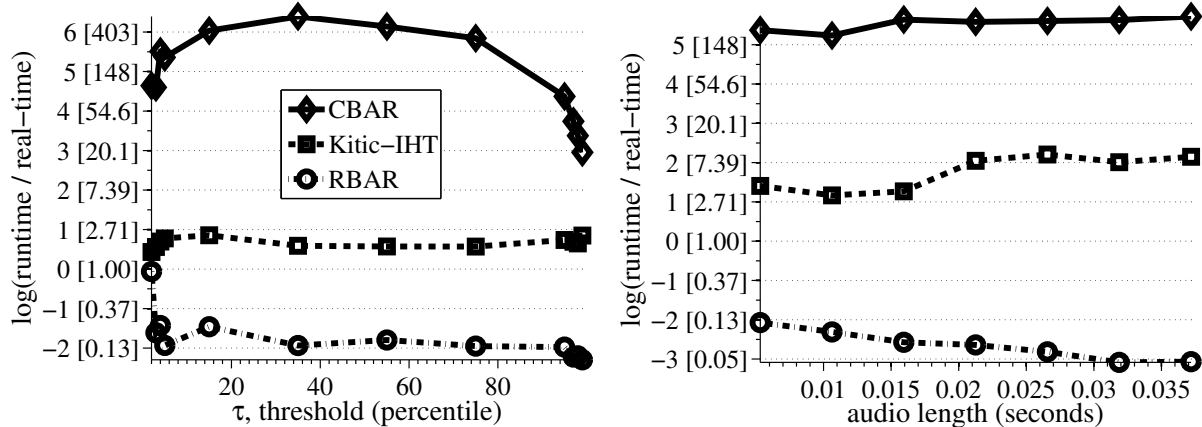 log(runtime / real−time)
6 [403]
5 [148]
4 [54.6]
3 [20.1]
2 [7.39]
1 [2.71]
0 [1.00]
−1 [0.37]
−2 [0.13]
CBAR
Kitic−IHT
RBAR
20 40 60 80
τ, threshold (percentile)
log(runtime / real−time)
5 [148]
4 [54.6]
3 [20.1]
2 [7.39]
1 [2.71]
0 [1.00]
−1 [0.37]
−2 [0.13]
−3 [0.05]
0.01 0.015 0.02 0.025 0.03 0.035
audio length (seconds)